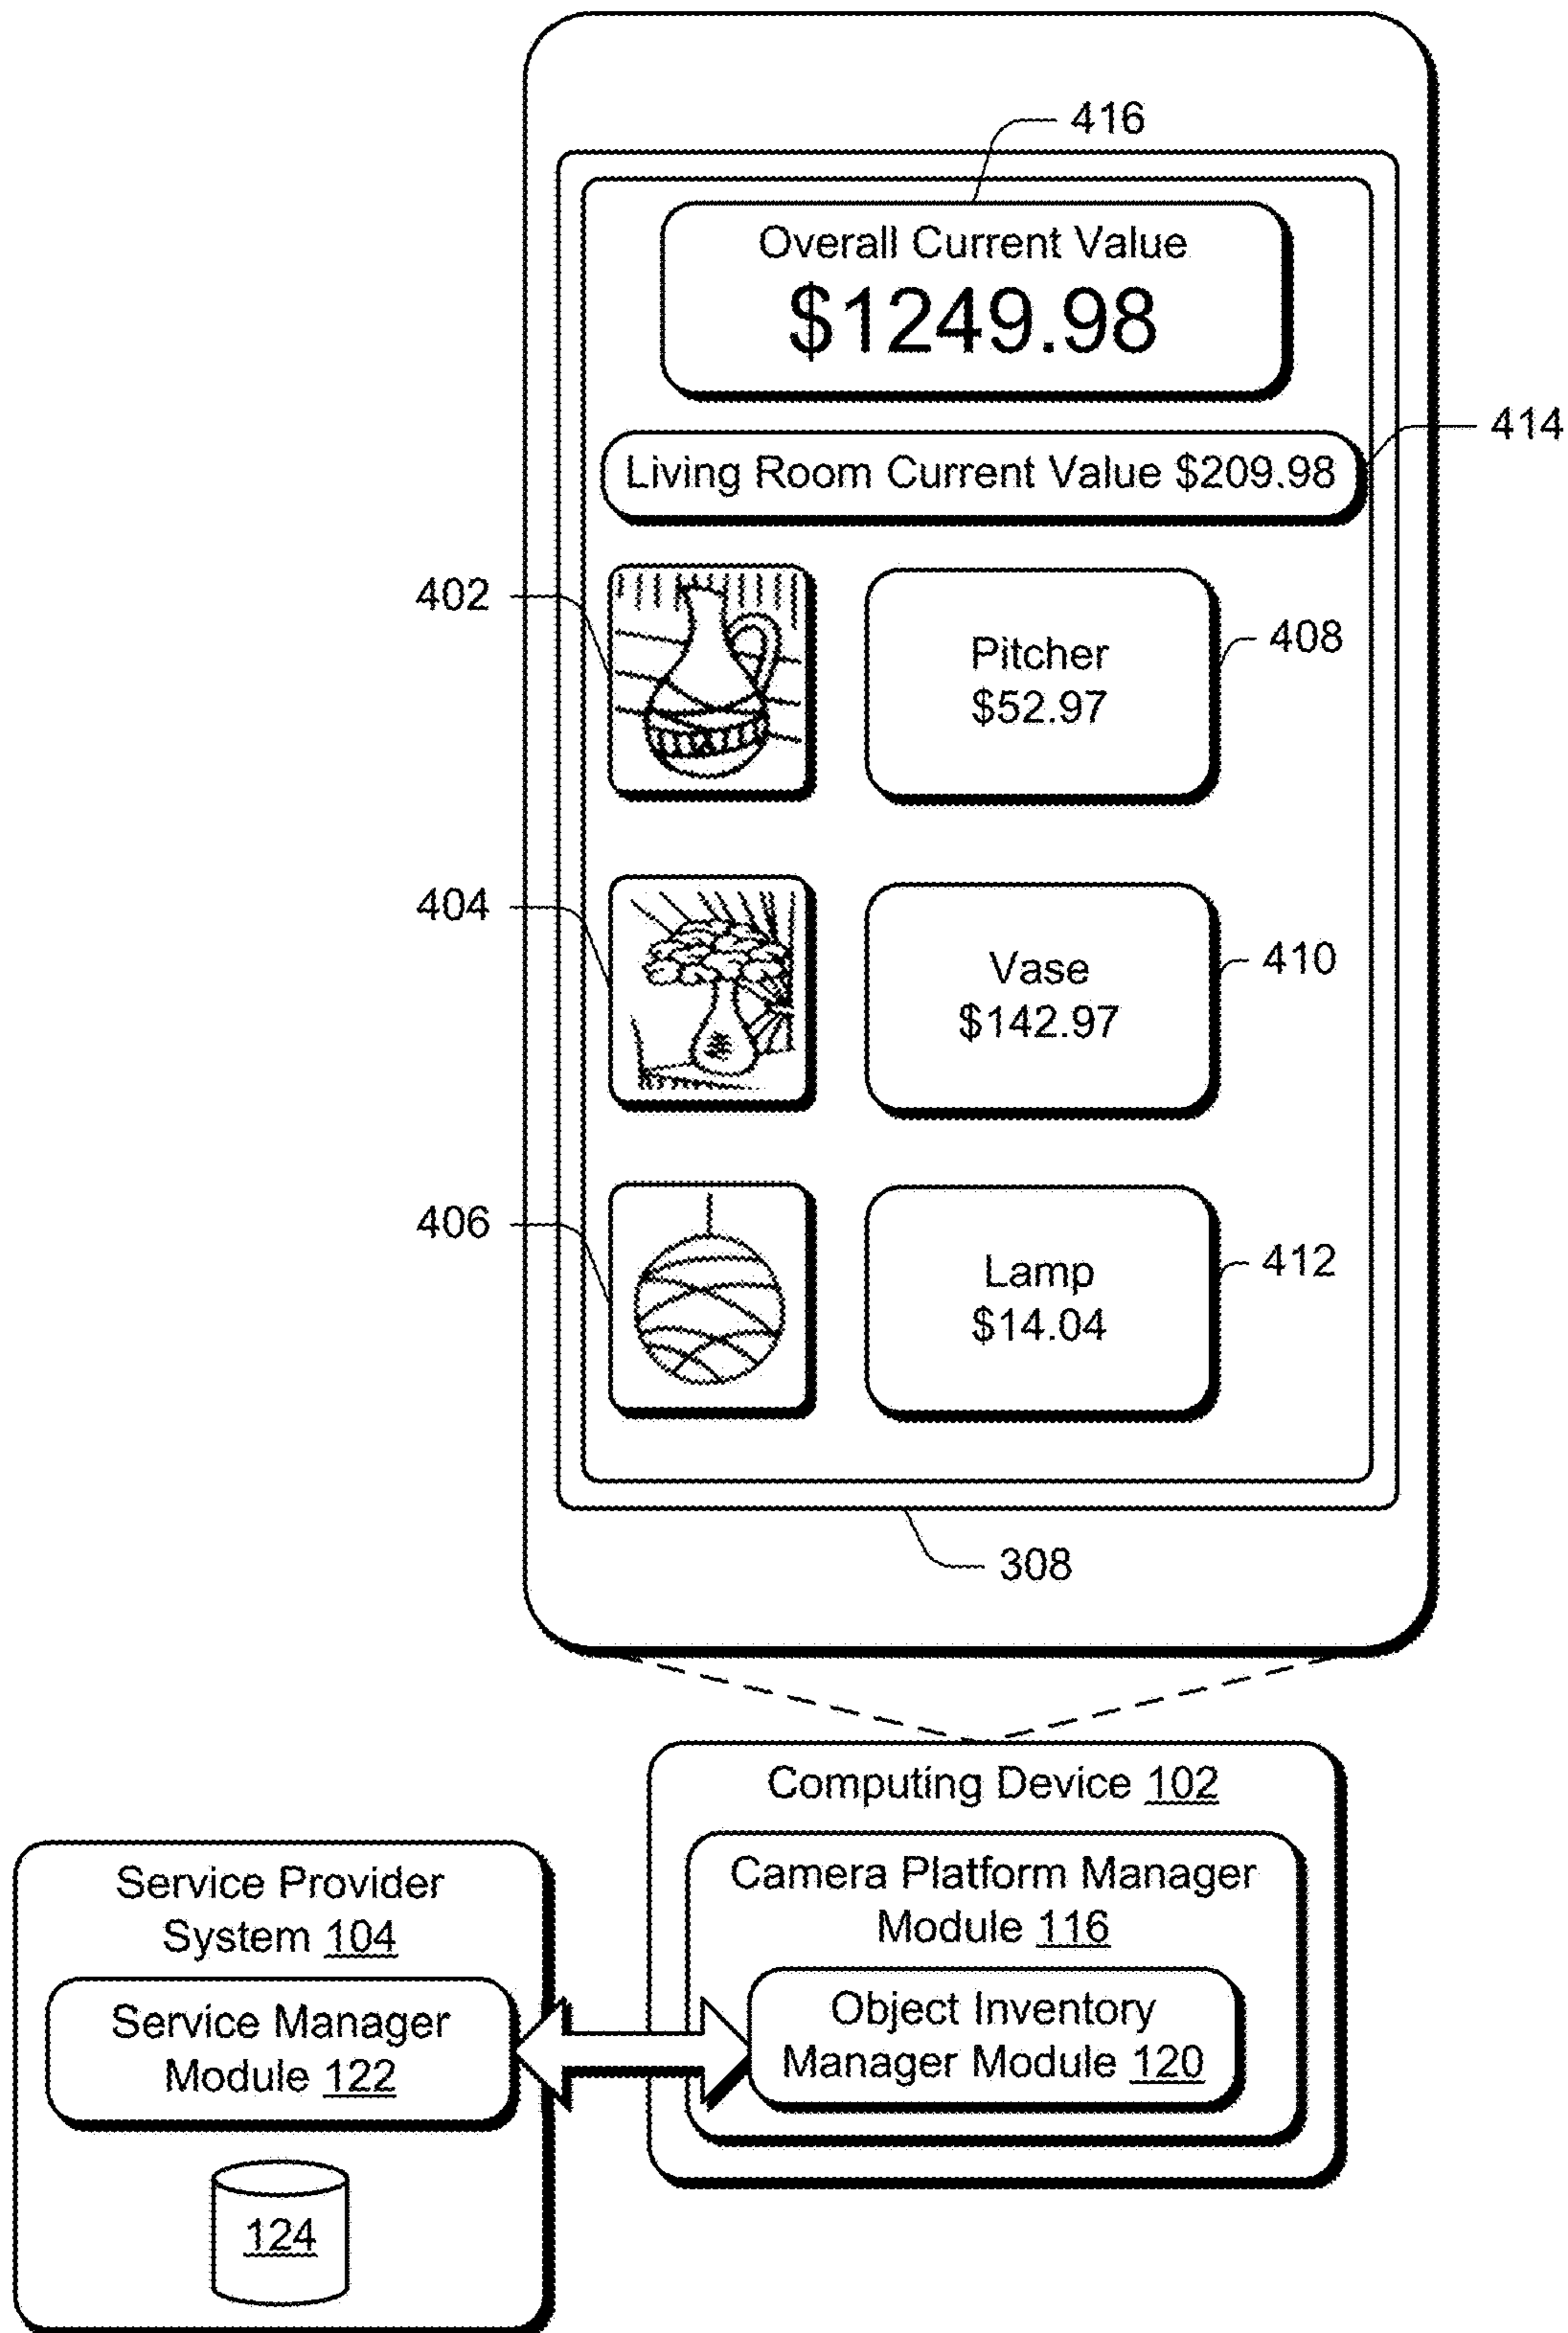 416
Overall Current Value
$1249.98
414
Living Room Current Value $209.98
402
Pitcher
$52.97
408
404
Vase
$142.97
410
406
Lamp
$14.04
412
308
Computing Device 102
Camera Platform Manager
Module 116
Object Inventory
Manager Module 120
Service Provider
System 104
Service Manager
Module 122
124